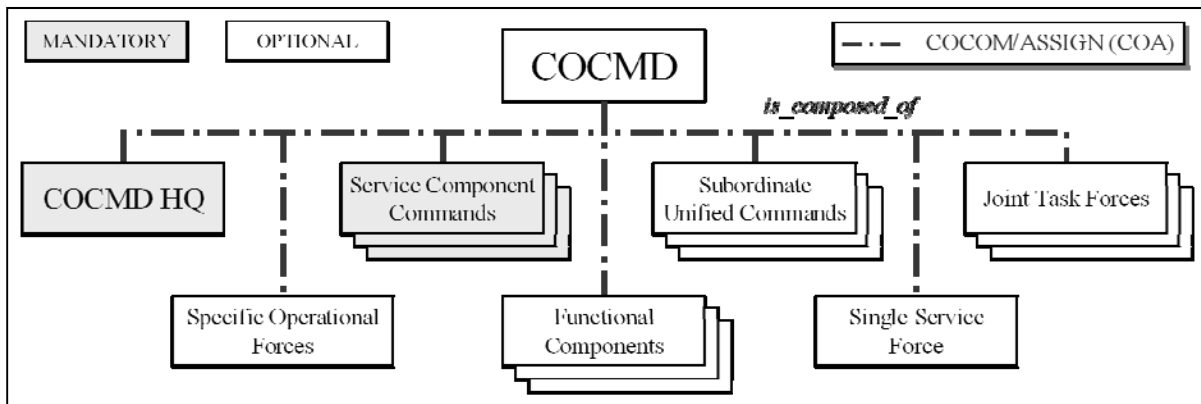 MANDATORY
OPTIONAL
COCOM/ASSIGN (COA)
COCMD
is_composed_of
COCMD HQ
Service Component
Commands
Subordinate
Unified Commands
Joint Task Forces
Specific Operational
Forces
Functional
Components
Single Service
Force